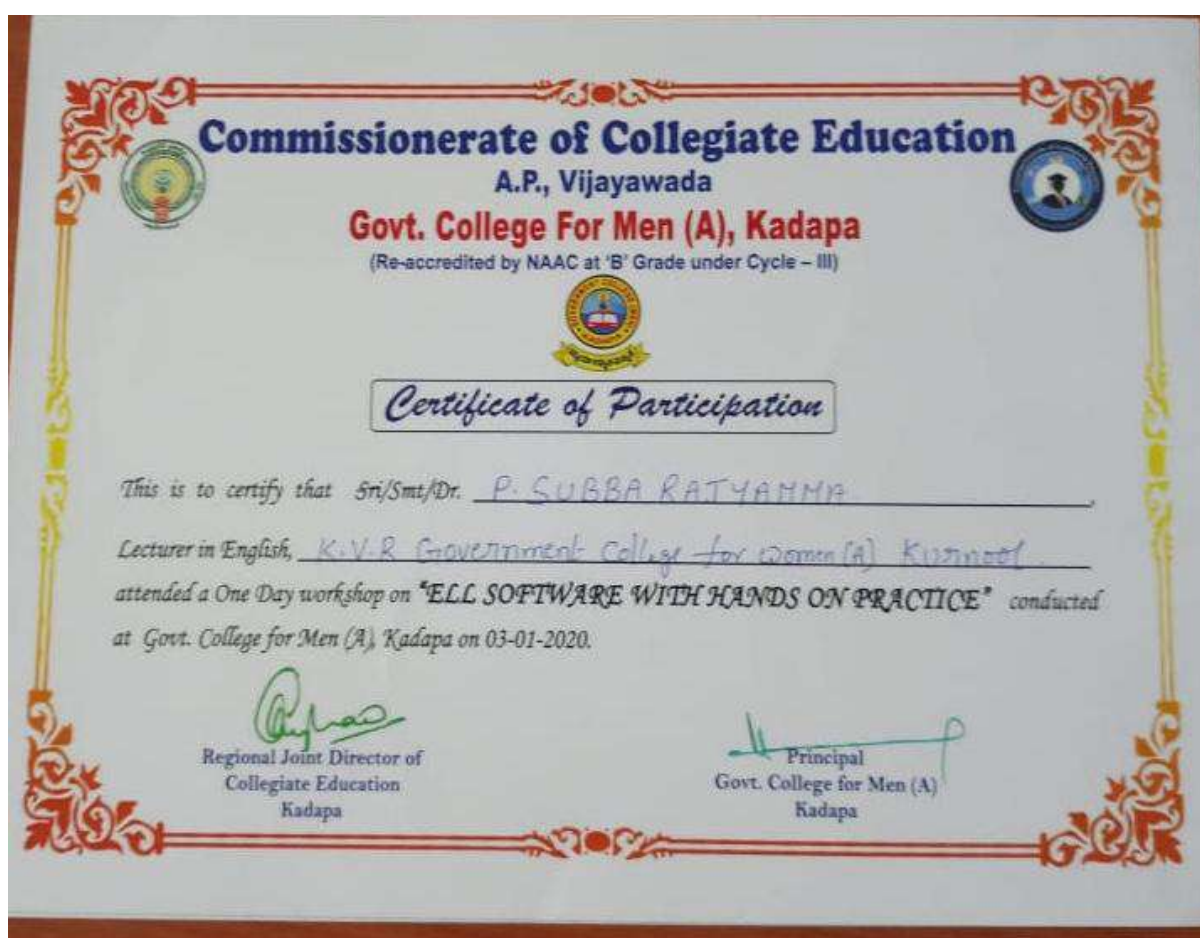 Commissionerate of Collegiate Education
A.P., Vijayawada
Govt. College For Men (A), Kadapa
(Re-accredited by NAAC at 'B' Grade under Cycle – III)
Certificate of Participation
This is to certify that Sri/Smt/Dr. P. SUBBA RATYAMMA.
Lecturer in English, K.V.R Government College for women (A) Kurnool.
attended a One Day workshop on "ELL SOFTWARE WITH HANDS ON PRACTICE" conducted
at Govt. College for Men (A), Kadapa on 03-01-2020.
Regional Joint Director of
Collegiate Education
Kadapa
Principal
Govt. College for Men (A)
Kadapa